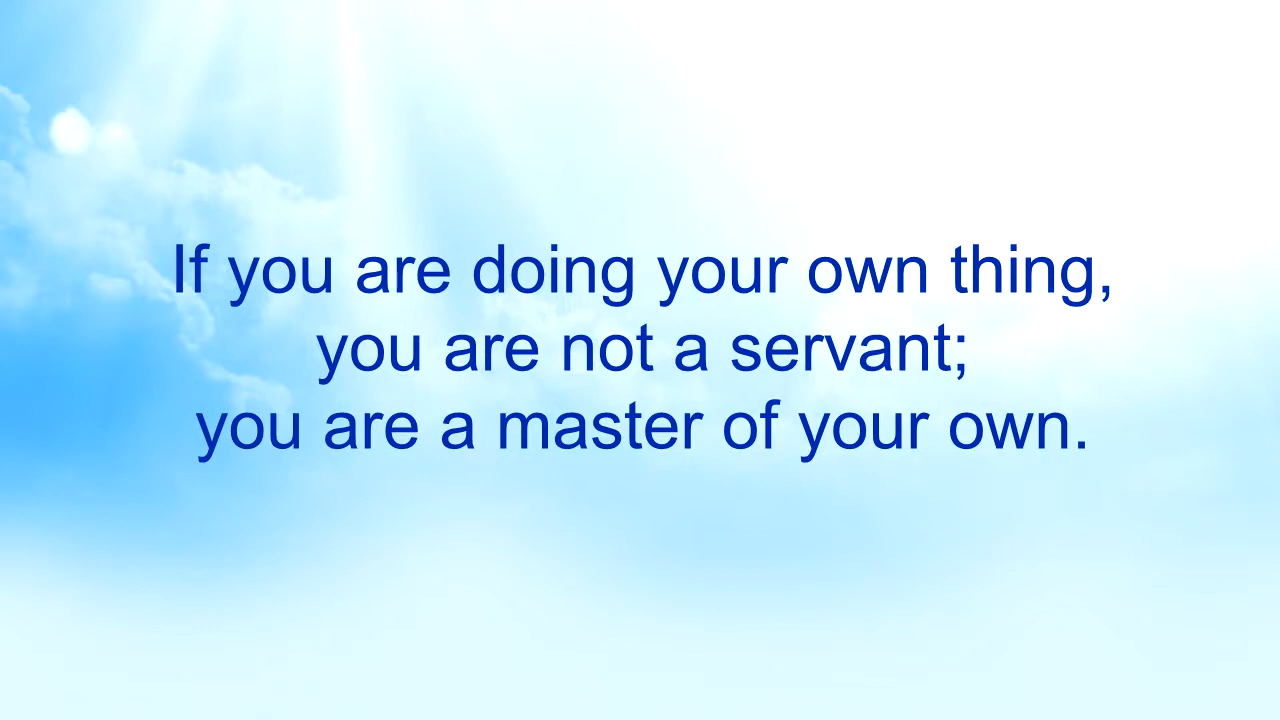 If you are doing your own thing,
you are not a servant;
you are a master of your own.